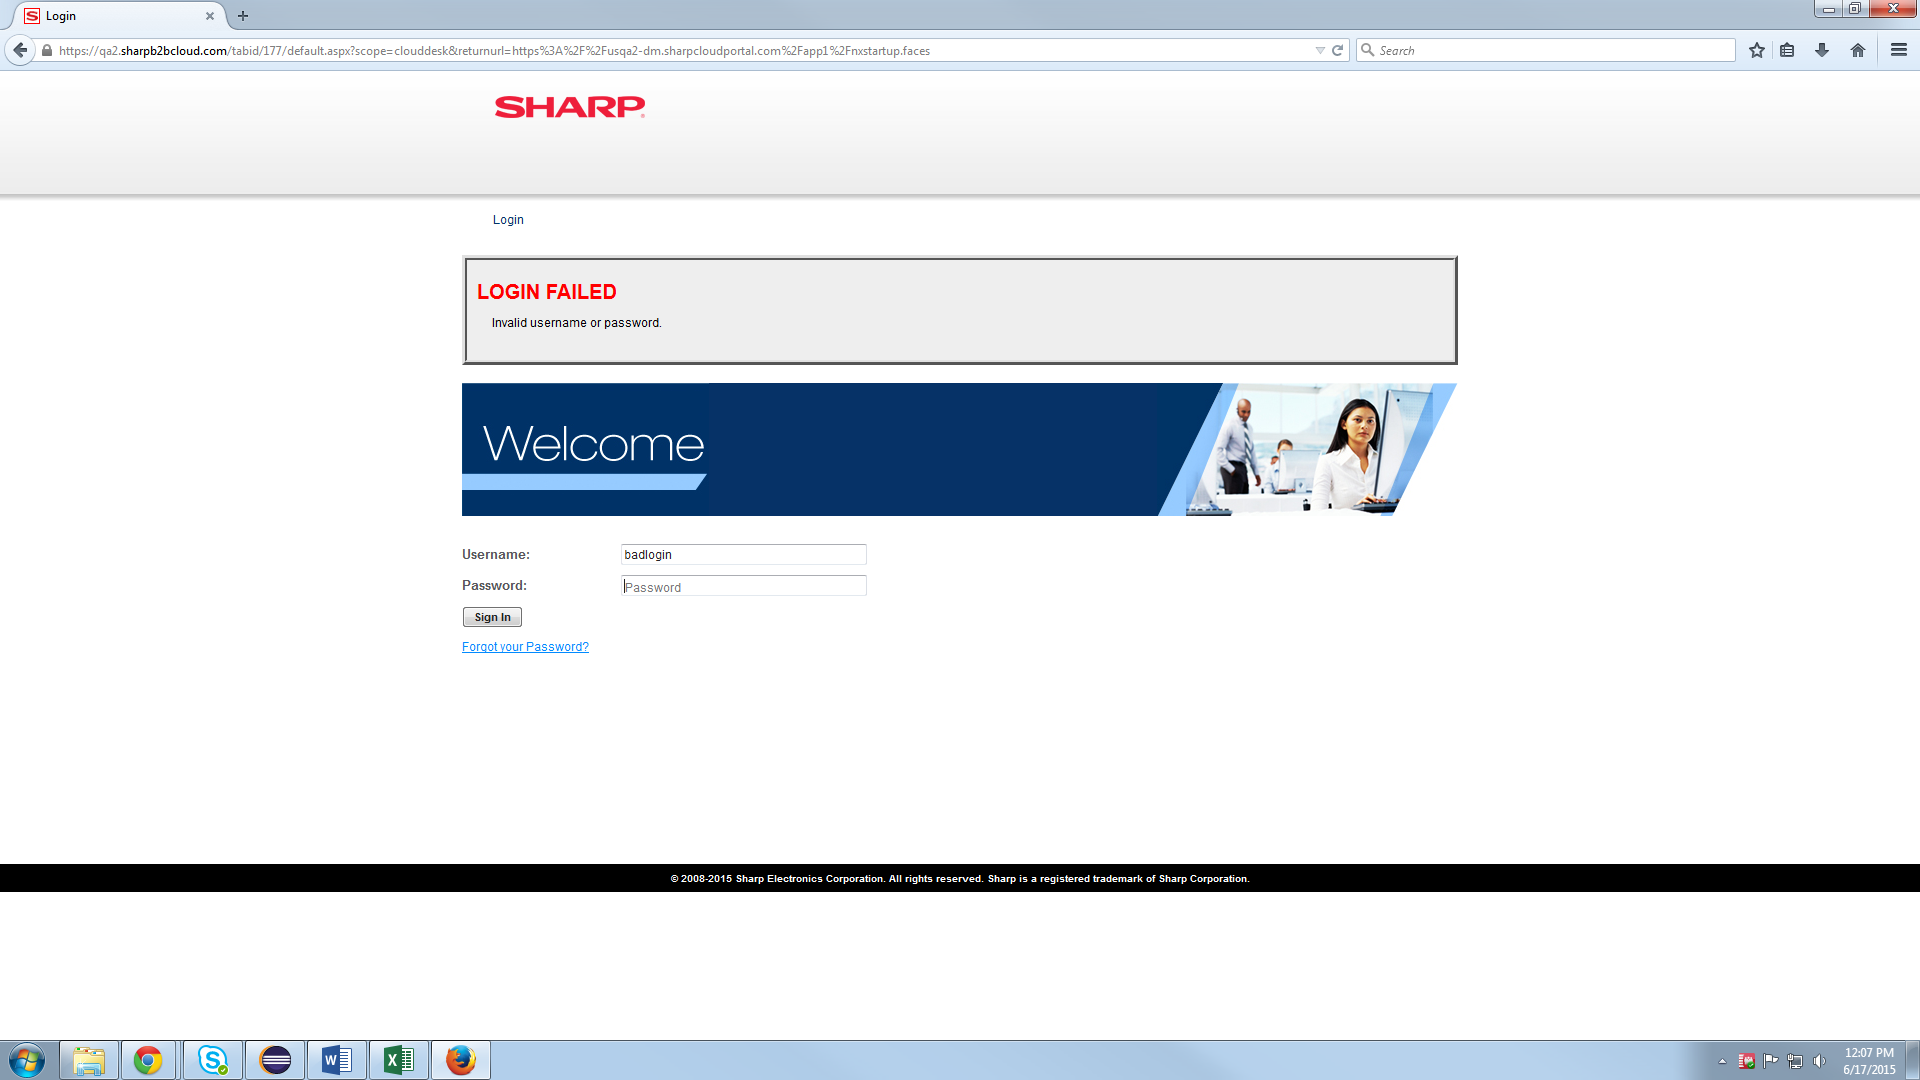 Login
https://qa2.sharpb2bcloud.com/tabid/177/default.aspx?scope=clouddesk&returnurl=https%3A%2F%2Fusqa2-dm.sharpcloudportal.com%2Fapp1%2Fnxstartup.faces
Search
SHARP
Login
LOGIN FAILED
Invalid username or password.
Welcome
Username: badlogin
Password: Password
Sign In
Forgot your Password?
© 2008-2015 Sharp Electronics Corporation. All rights reserved. Sharp is a registered trademark of Sharp Corporation.
12:07 PM
6/17/2015